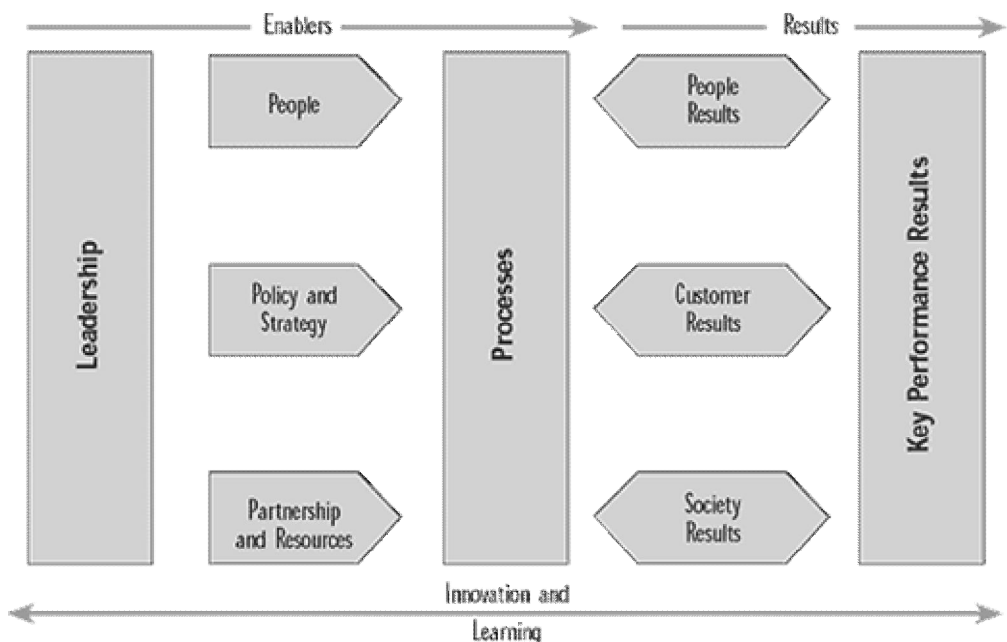 Enablers
Results
Leadership
People
Policy and
Strategy
Partnership
and Resources
Processes
People
Results
Customer
Results
Society
Results
Key Performance Results
Innovation and
Learning